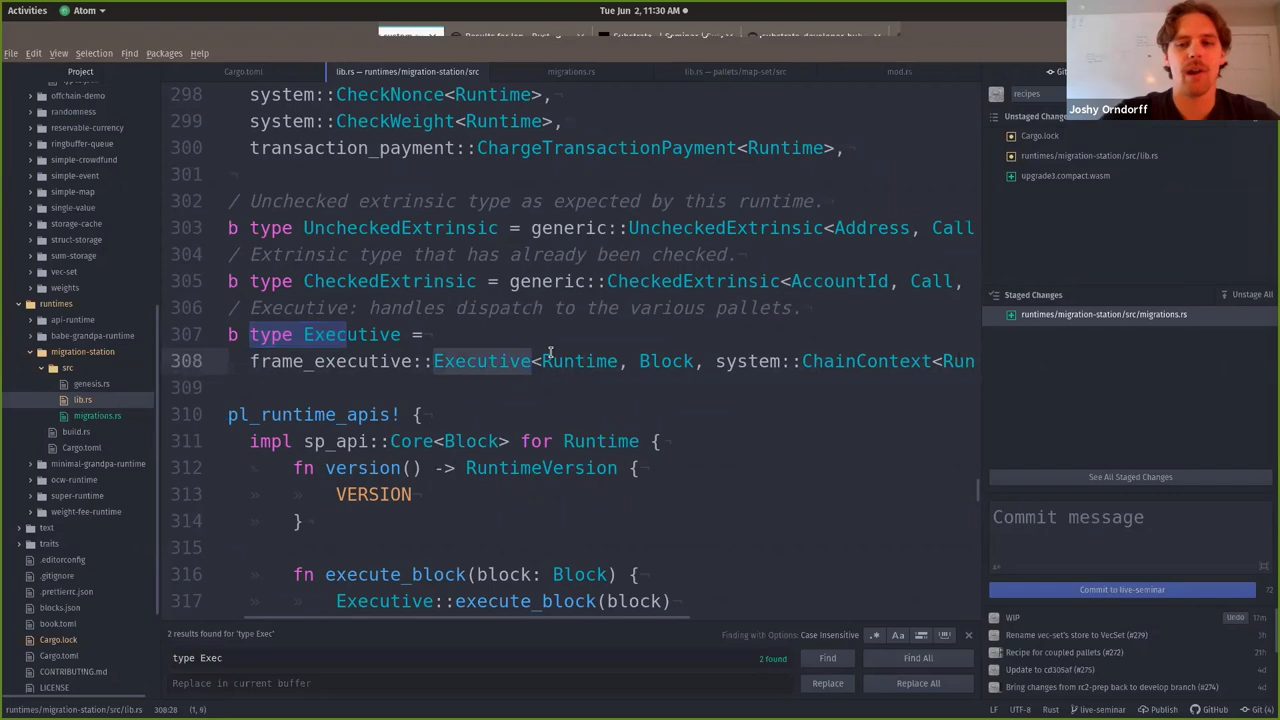 Activities Atom Tue Jun 2, 11:30 AM
File Edit View Selection Find Packages Help
Project
offchain-demo
randomness
reservable-currency
ringbuffer-queue
simple-crowdfund
simple-event
simple-map
single-value
storage-cache
struct-storage
sum-storage
vec-set
weights
runtimes
api-runtime
babe-grandpa-runtime
migration-station
src
genesis.rs
lib.rs
migrations.rs
build.rs
Cargo.toml
minimal-grandpa-runtime
ocw-runtime
super-runtime
weight-fee-runtime
text
traits
.editorconfig
.gitignore
.prettierrc.json
blocks.json
book.toml
Cargo.lock
Cargo.toml
CONTRIBUTING.md
LICENSE
Cargo.toml lib.rs — runtimes/migration-station/src migrations.rs lib.rs — pallets/map-set/src mod.rs
298 system::CheckNonce<Runtime>,
299 system::CheckWeight<Runtime>,
300 transaction_payment::ChargeTransactionPayment<Runtime>,
301
302 / Unchecked extrinsic type as expected by this runtime.
303 b type UncheckedExtrinsic = generic::UncheckedExtrinsic<Address, Call
304 / Extrinsic type that has already been checked.
305 b type CheckedExtrinsic = generic::CheckedExtrinsic<AccountId, Call,
306 / Executive: handles dispatch to the various pallets.
307 b type Executive =
308 frame_executive::Executive<Runtime, Block, system::ChainContext<Run
309
310 pl_runtime_apis! {
311 impl sp_api::Core<Block> for Runtime {
312 fn version() -> RuntimeVersion {
313 VERSION
314 }
315
316 fn execute_block(block: Block) {
317 Executive::execute_block(block)
2 results found for 'type Exec' Finding with Options: Case Insensitive .* Aa
type Exec 2 found Find Find All
Replace in current buffer Replace Replace All
Joshy Orndorff
recipes
Unstaged Changes
Cargo.lock
runtimes/migration-station/src/lib.rs
upgrade3.compact.wasm
Staged Changes Unstage All
runtimes/migration-station/src/migrations.rs
See All Staged Changes
Commit message
Commit to live-seminar 72
WIP Undo 17m
Rename vec-set's store to VecSet (#279) 1h
Recipe for coupled pallets (#272) 21h
Update to cd305af (#275) 4d
Bring changes from rc2-prep back to develop branch (#274)
runtimes/migration-station/src/lib.rs 308:28 (1, 9) LF UTF-8 Rust live-seminar Publish GitHub Git (4)